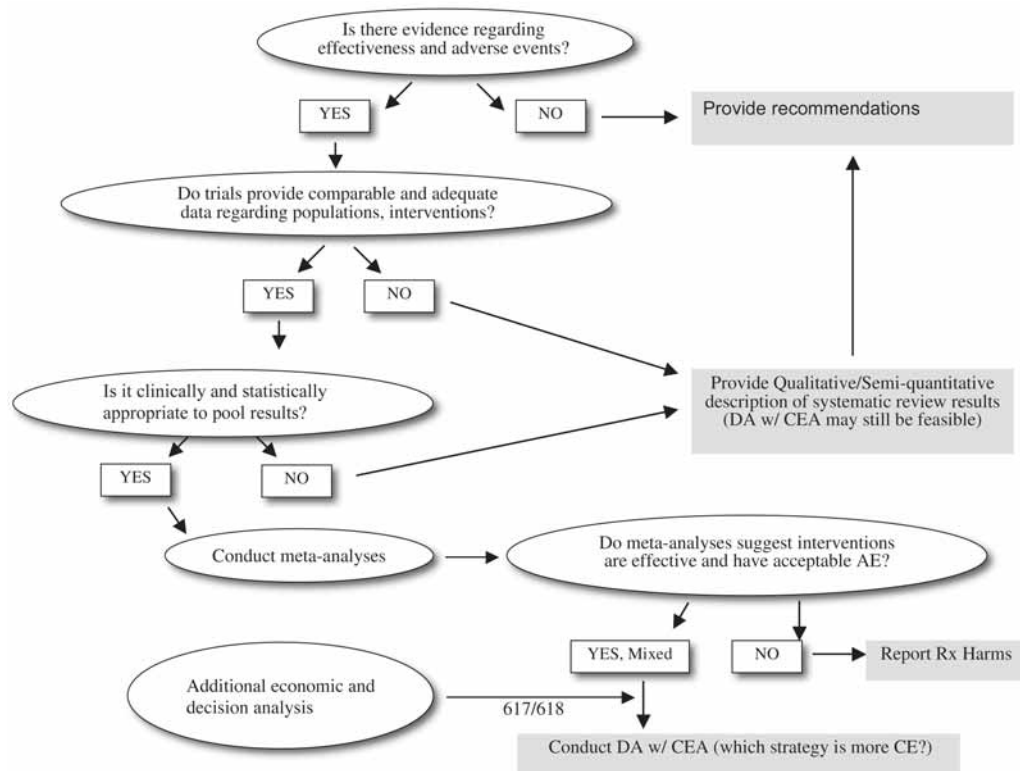 Is there evidence regarding
effectiveness and adverse events?
YES
NO
Provide recommendations
Do trials provide comparable and adequate
data regarding populations, interventions?
YES
NO
Is it clinically and statistically
appropriate to pool results?
Provide Qualitative/Semi-quantitative
description of systematic review results
(DA w/ CEA may still be feasible)
YES
NO
Conduct meta-analyses
Do meta-analyses suggest interventions
are effective and have acceptable AE?
YES, Mixed
NO
Report Rx Harms
Additional economic and
decision analysis
617/618
Conduct DA w/ CEA (which strategy is more CE?)